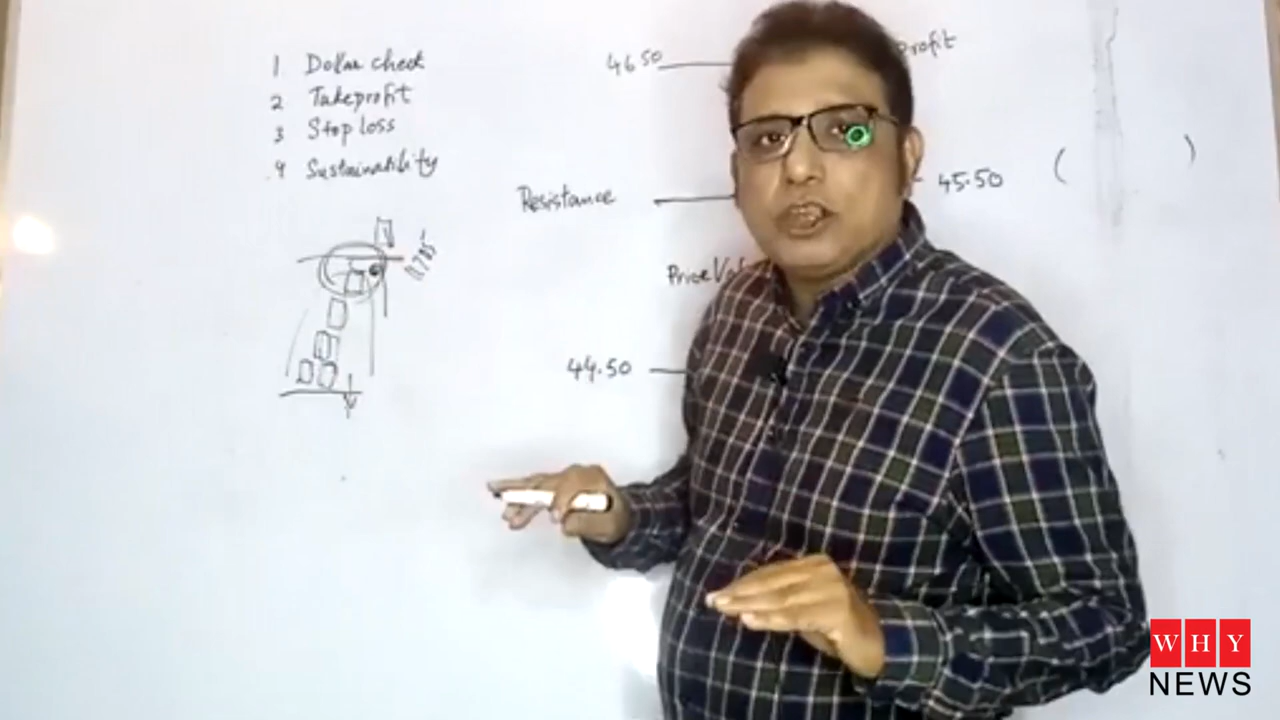 1 Dollar check
2 Takeprofit
3 Stop loss
4 Sustainability
46 50
Profit
Resistance
45.50
( )
Price Val
44.50
WHY
NEWS